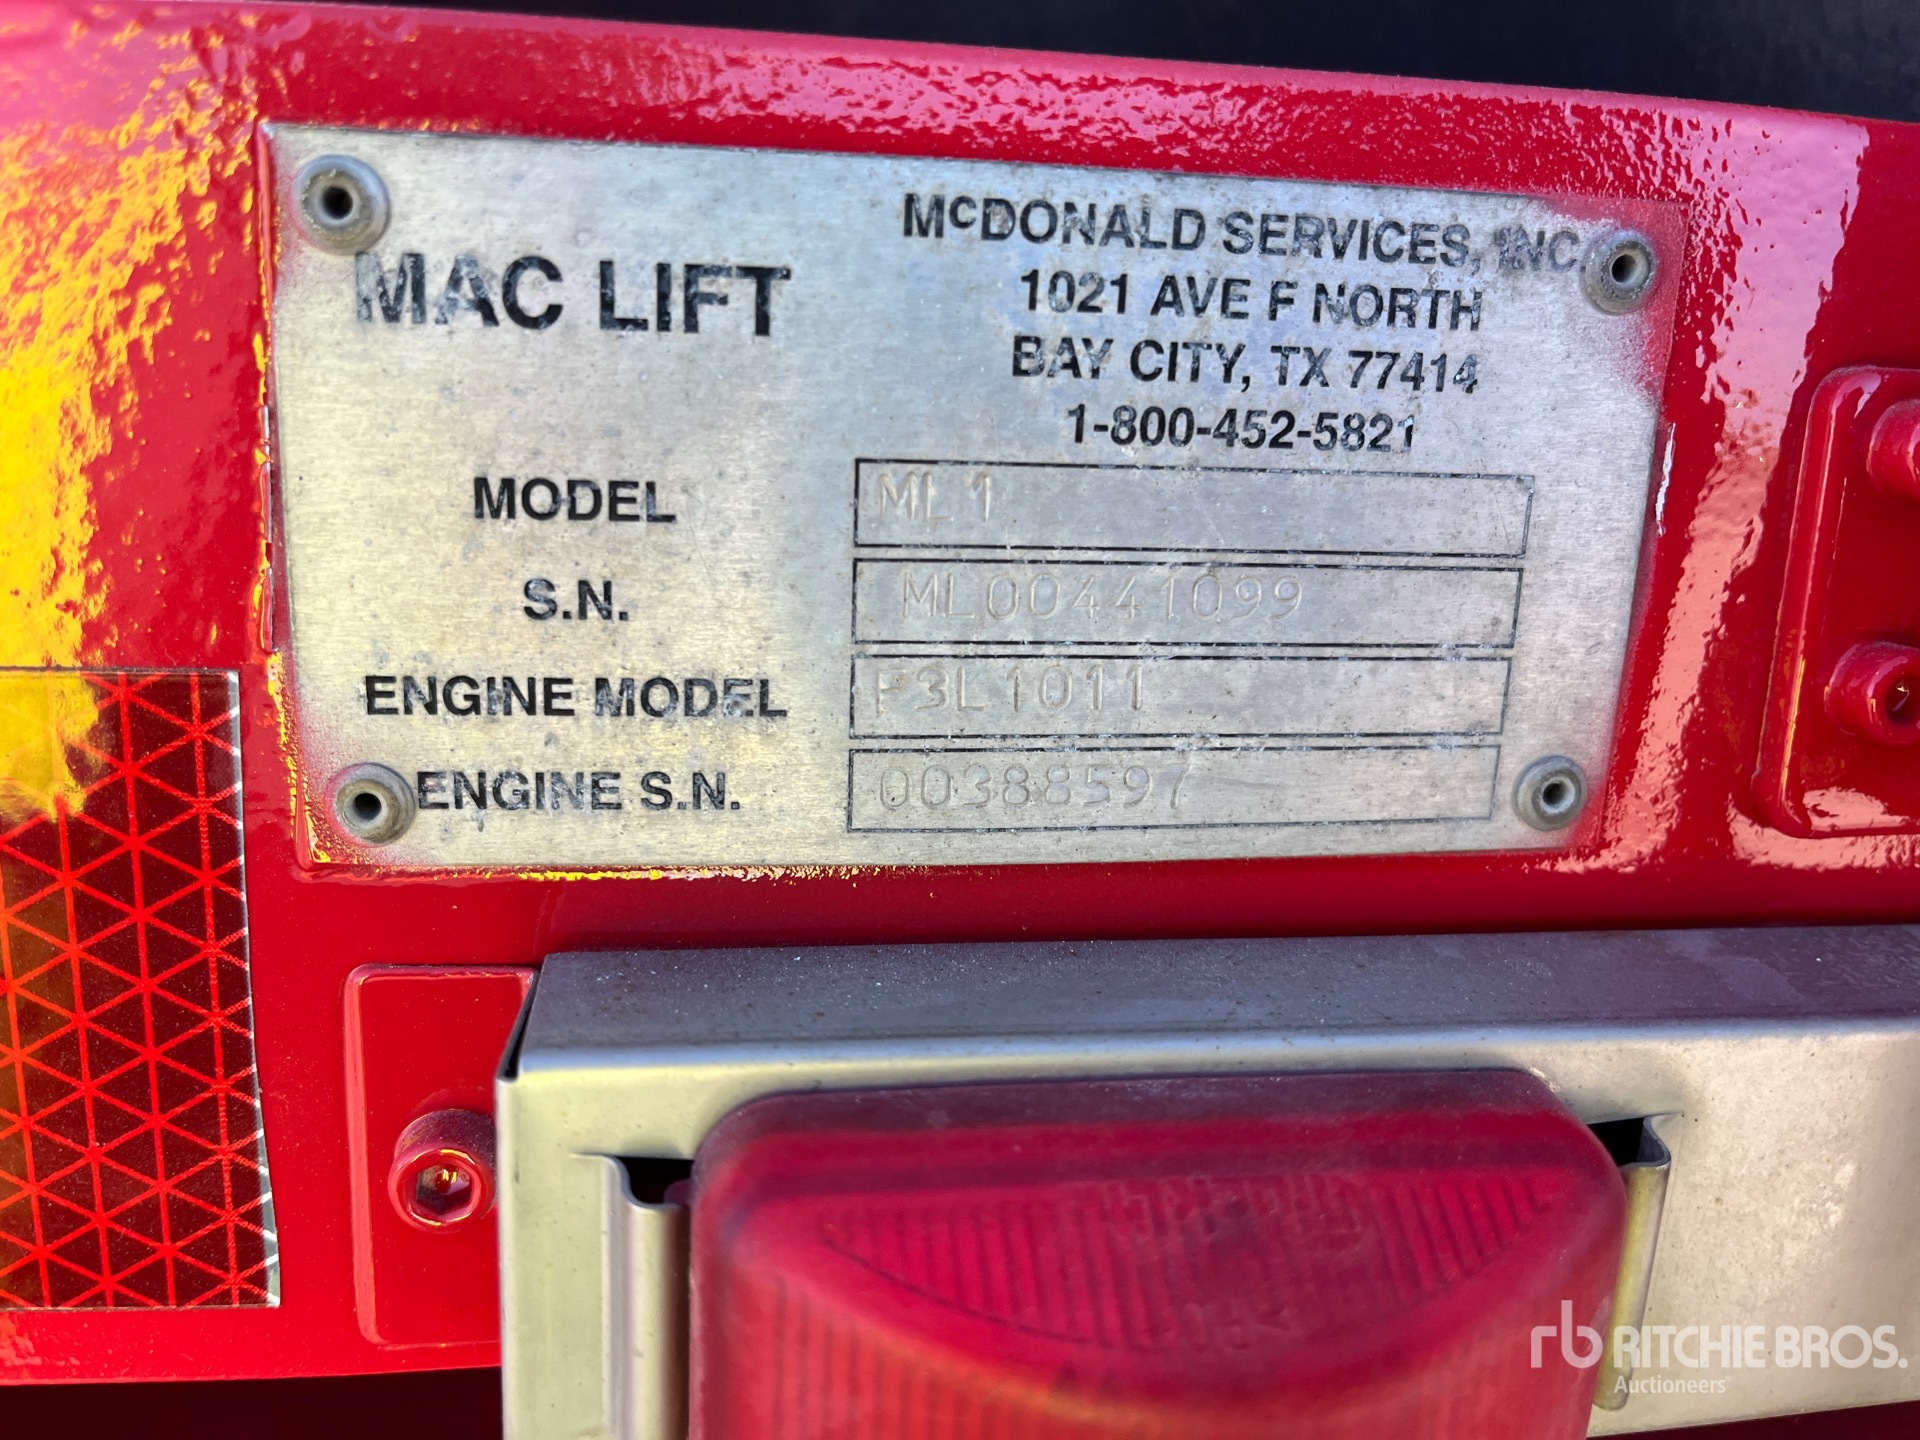 MAC LIFT
McDONALD SERVICES, INC.
1021 AVE F NORTH
BAY CITY, TX 77414
1-800-452-5821
MODEL ML1
S.N. ML00441099
ENGINE MODEL F3L1011
ENGINE S.N. 00388597
rb RITCHIE BROS.
Auctioneers